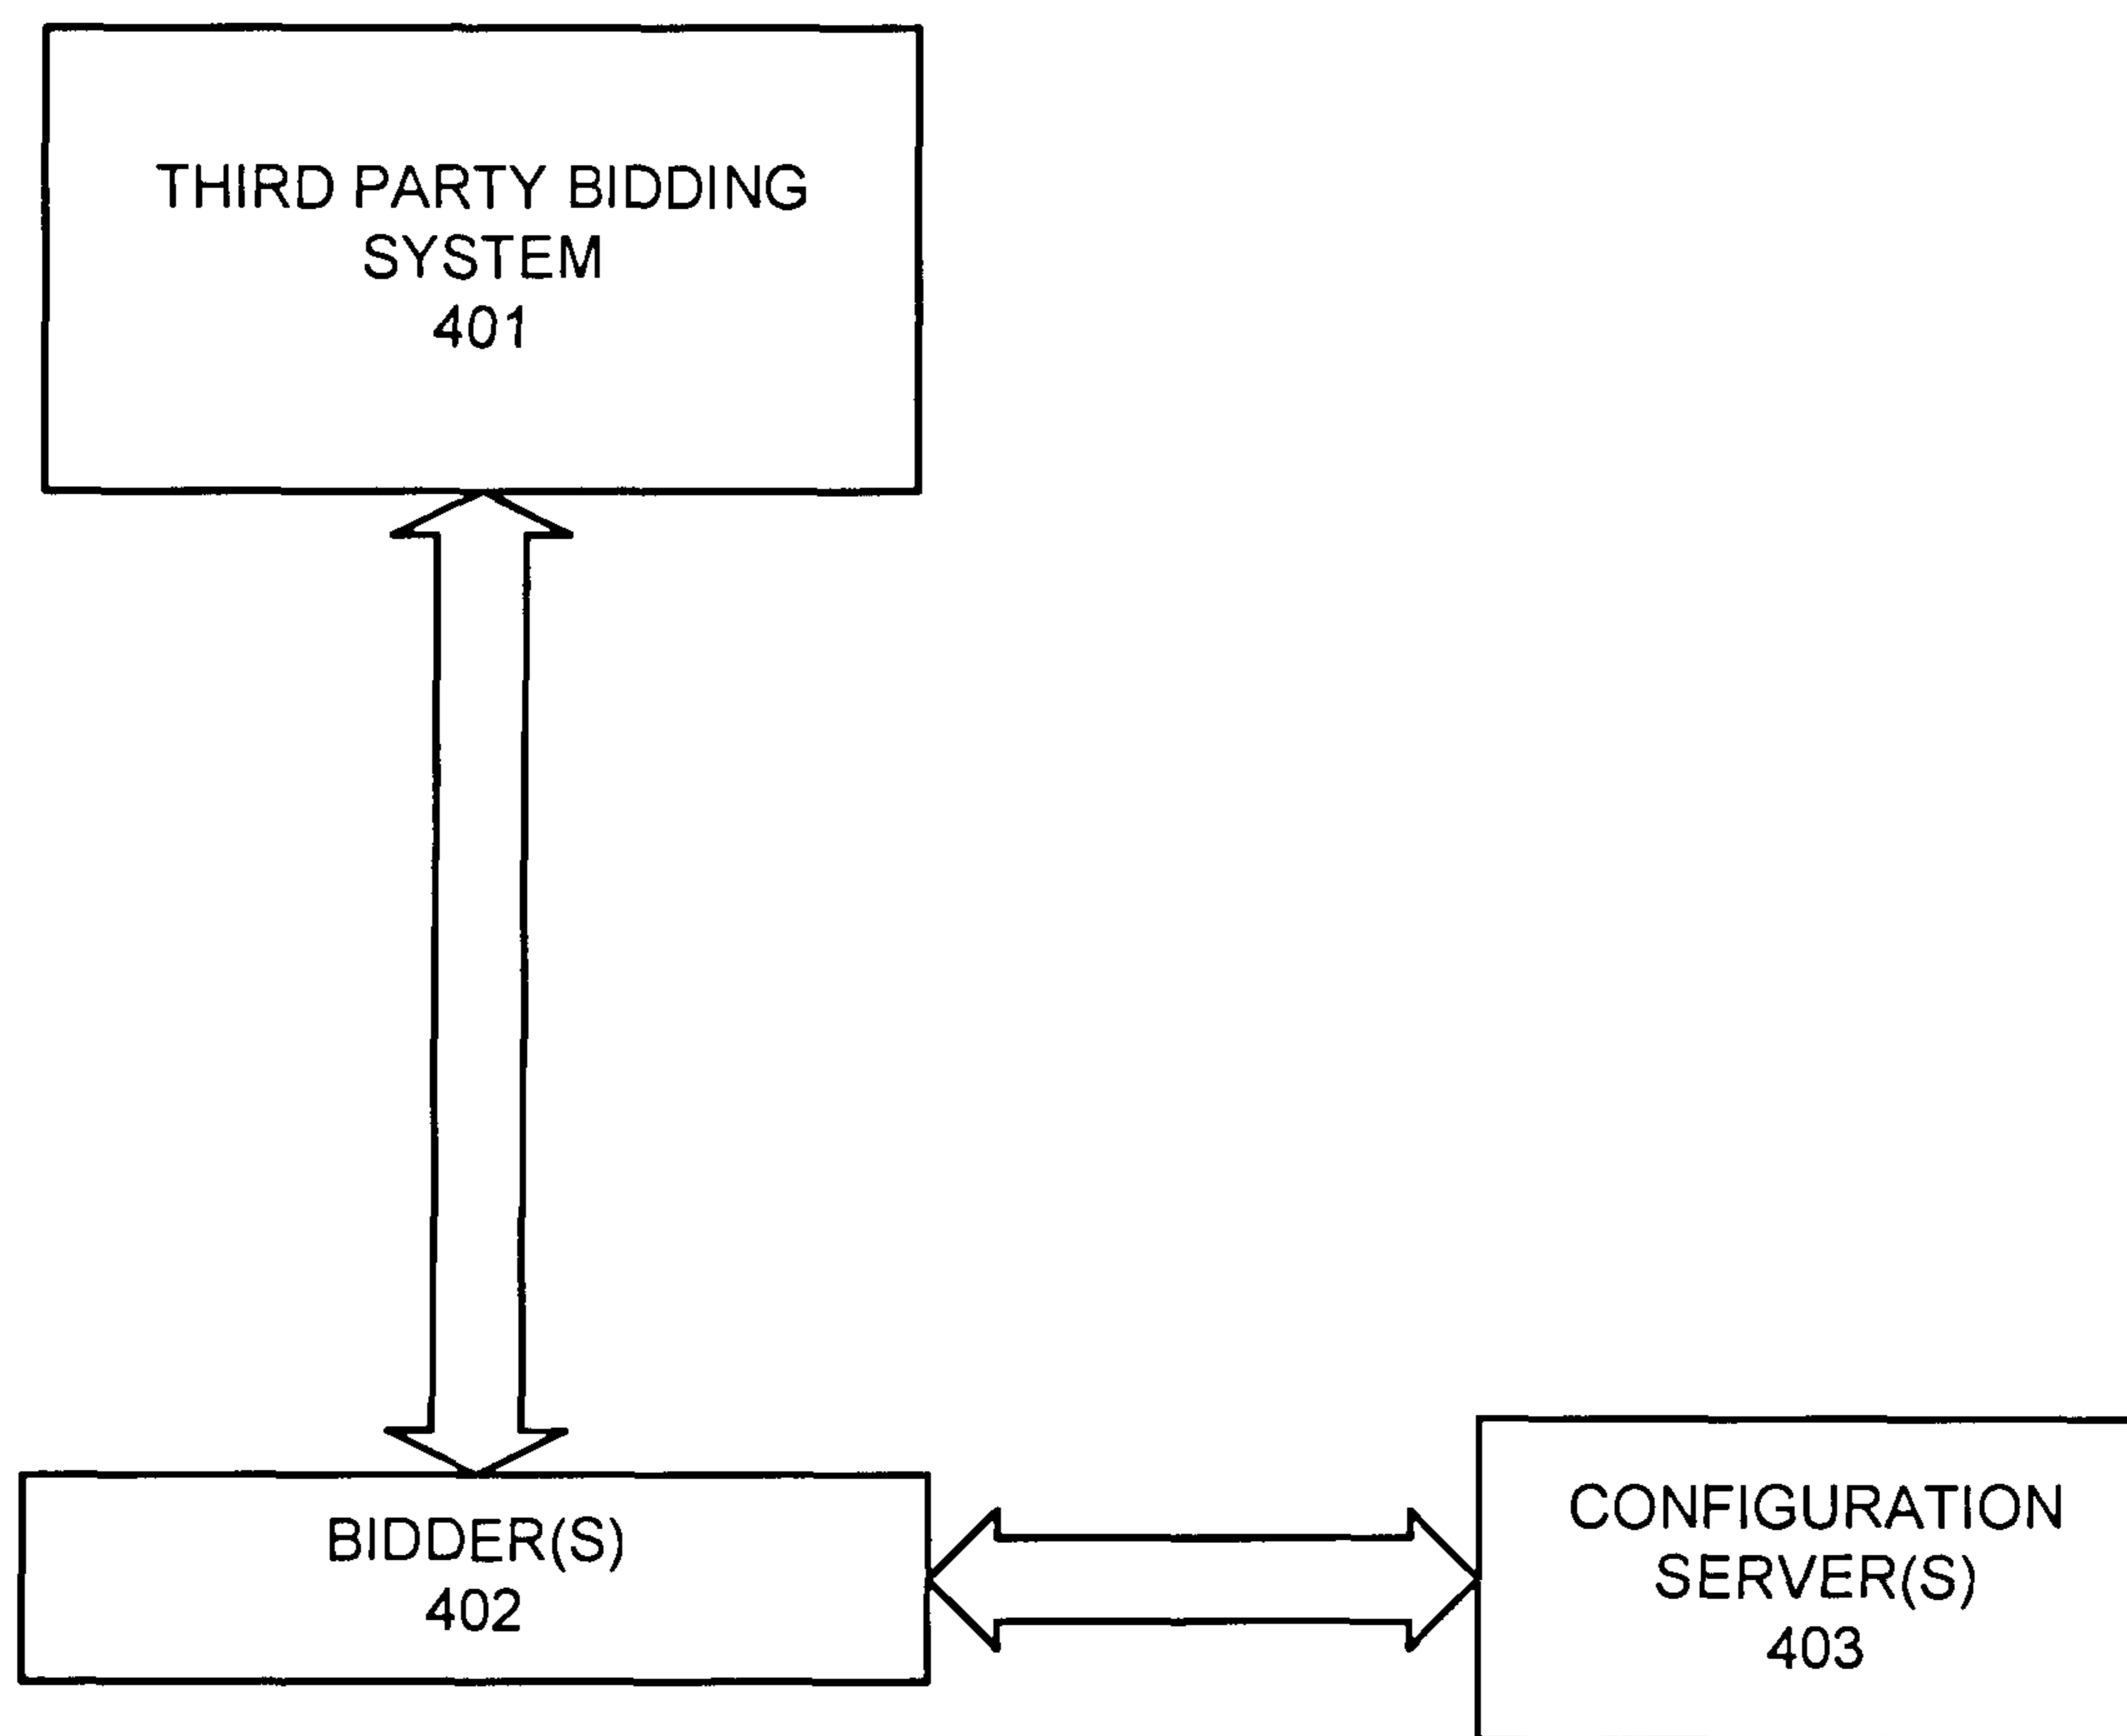 THIRD PARTY BIDDING
SYSTEM
401
BIDDER(S)
402
CONFIGURATION
SERVER(S)
403